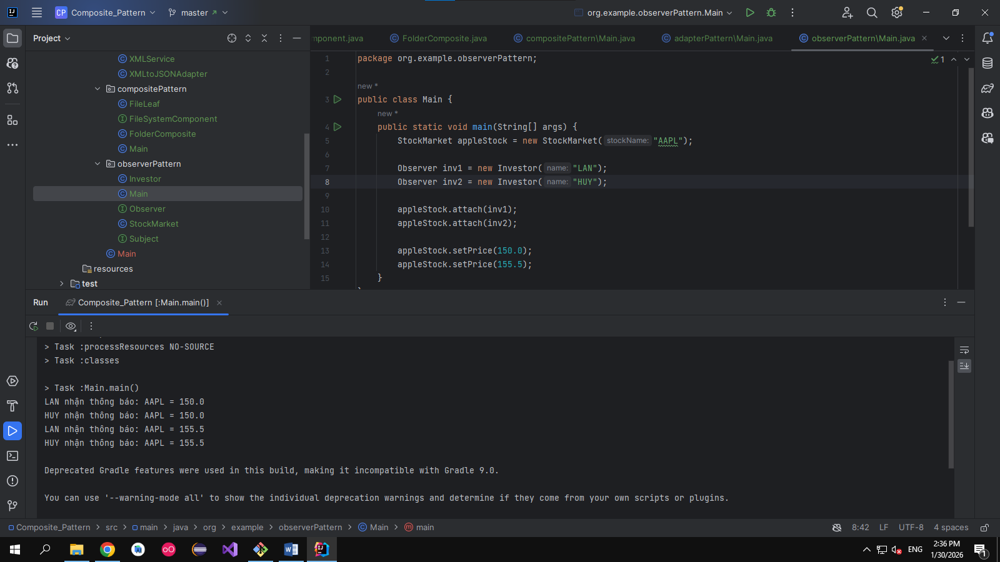 CP Composite_Pattern master org.example.observerPattern.Main
Project
XMLService
XMLtoJSONAdapter
compositePattern
FileLeaf
FileSystemComponent
FolderComposite
Main
observerPattern
Investor
Main
Observer
StockMarket
Subject
Main
resources
test
mponent.java FolderComposite.java compositePattern\Main.java adapterPattern\Main.java observerPattern\Main.java
1
1 package org.example.observerPattern;
2
new *
3 public class Main {
new *
4 public static void main(String[] args) {
5 StockMarket appleStock = new StockMarket( stockName: "AAPL");
6
7 Observer inv1 = new Investor( name: "LAN");
8 Observer inv2 = new Investor( name: "HUY");
9
10 appleStock.attach(inv1);
11 appleStock.attach(inv2);
12
13 appleStock.setPrice(150.0);
14 appleStock.setPrice(155.5);
15 }
Run Composite_Pattern [:Main.main()]
> Task :processResources NO-SOURCE
> Task :classes
> Task :Main.main()
LAN nhận thông báo: AAPL = 150.0
HUY nhận thông báo: AAPL = 150.0
LAN nhận thông báo: AAPL = 155.5
HUY nhận thông báo: AAPL = 155.5
Deprecated Gradle features were used in this build, making it incompatible with Gradle 9.0.
You can use '--warning-mode all' to show the individual deprecation warnings and determine if they come from your own scripts or plugins.
Composite_Pattern > src > main > java > org > example > observerPattern > Main > main
8:42 LF UTF-8 4 spaces
ENG
2:36 PM
1/30/2026
1